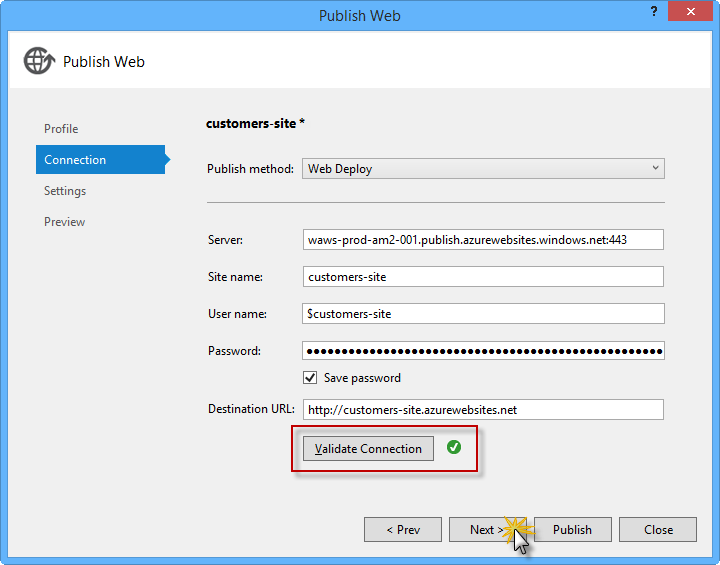 Publish Web
?
Publish Web
Profile
Connection
Settings
Preview
customers-site *
Publish method: Web Deploy
Server: waws-prod-am2-001.publish.azurewebsites.windows.net:443
Site name: customers-site
User name: $customers-site
Password: ●●●●●●●●●●●●●●●●●●●●●●●●●●●●●●●●●●●●●●●●●●●●●●●●●●●
Save password
Destination URL: http://customers-site.azurewebsites.net
Validate Connection
< Prev Next > Publish Close